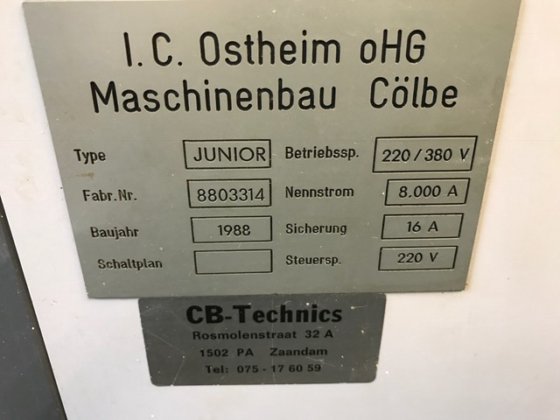 I.C. Ostheim oHG
Maschinenbau Cölbe
Type JUNIOR Betriebssp. 220/380 V
Fabr.Nr. 8803314 Nennstrom 8.000 A
Baujahr 1988 Sicherung 16 A
Schaltplan Steuersp. 220 V
CB-Technics
Rosmolenstraat 32 A
1502 PA Zaandam
Tel: 075 - 17 60 59